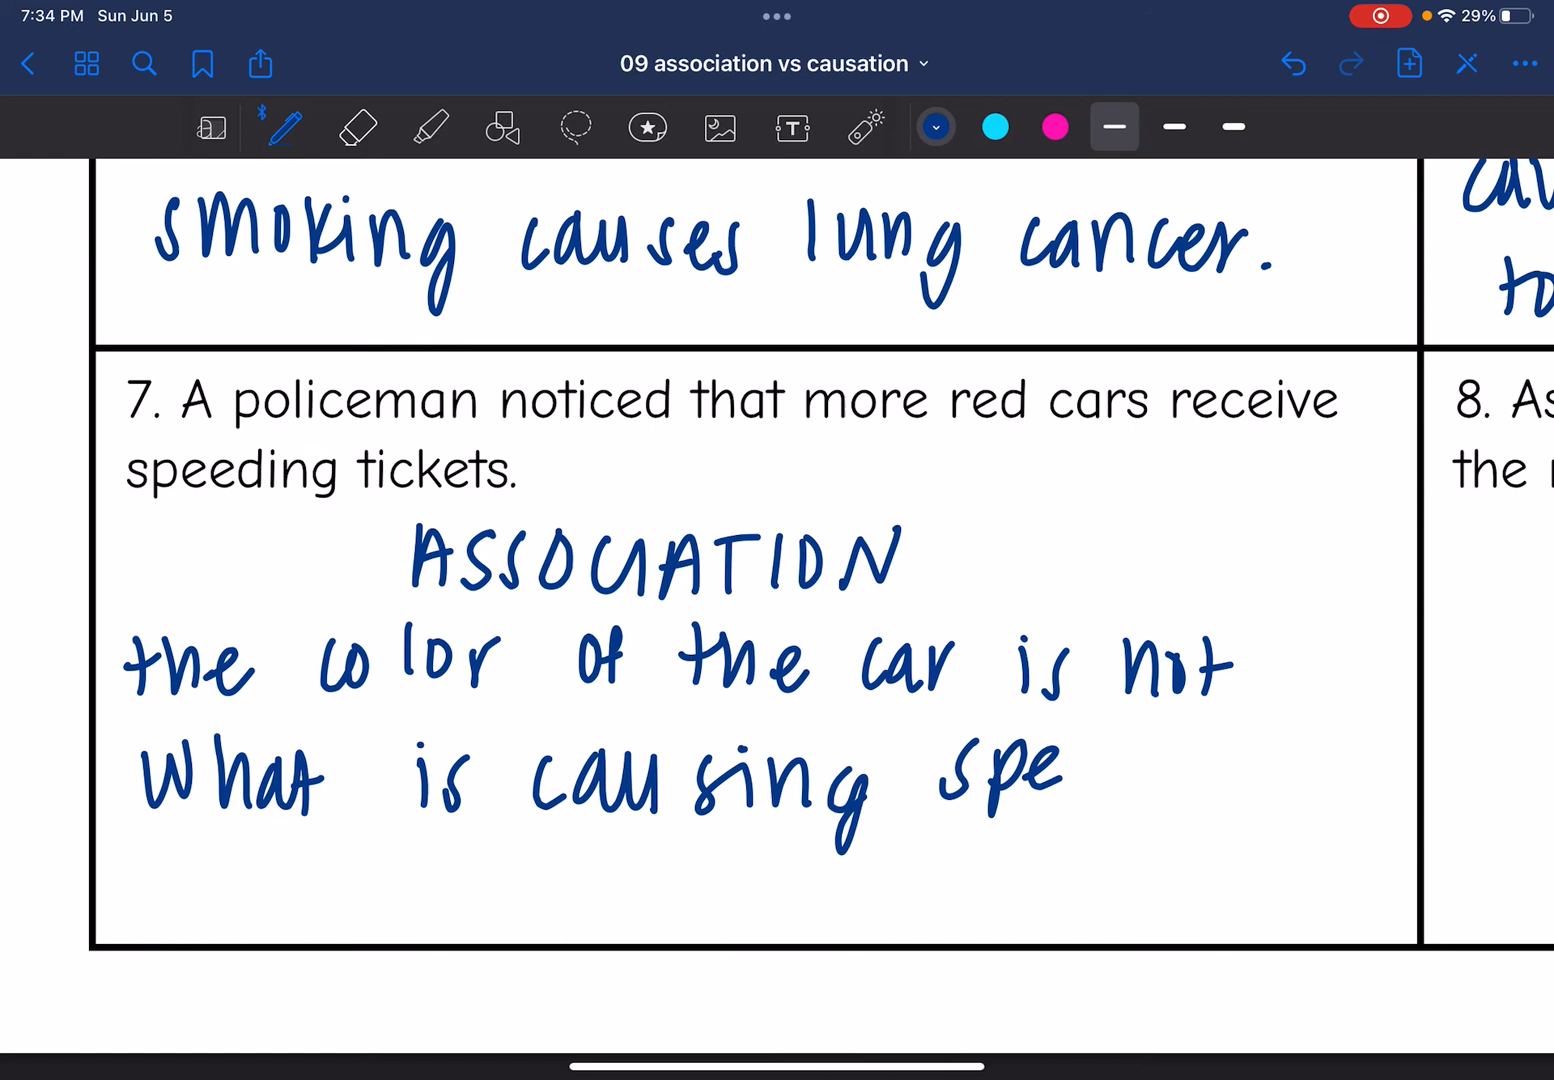 7:34 PM Sun Jun 5
29%
09 association vs causation
smoking causes lung cancer.
to
7. A policeman noticed that more red cars receive
speeding tickets.
ASSOCIATION
the color of the car is not
what is causing spe
8. As
the